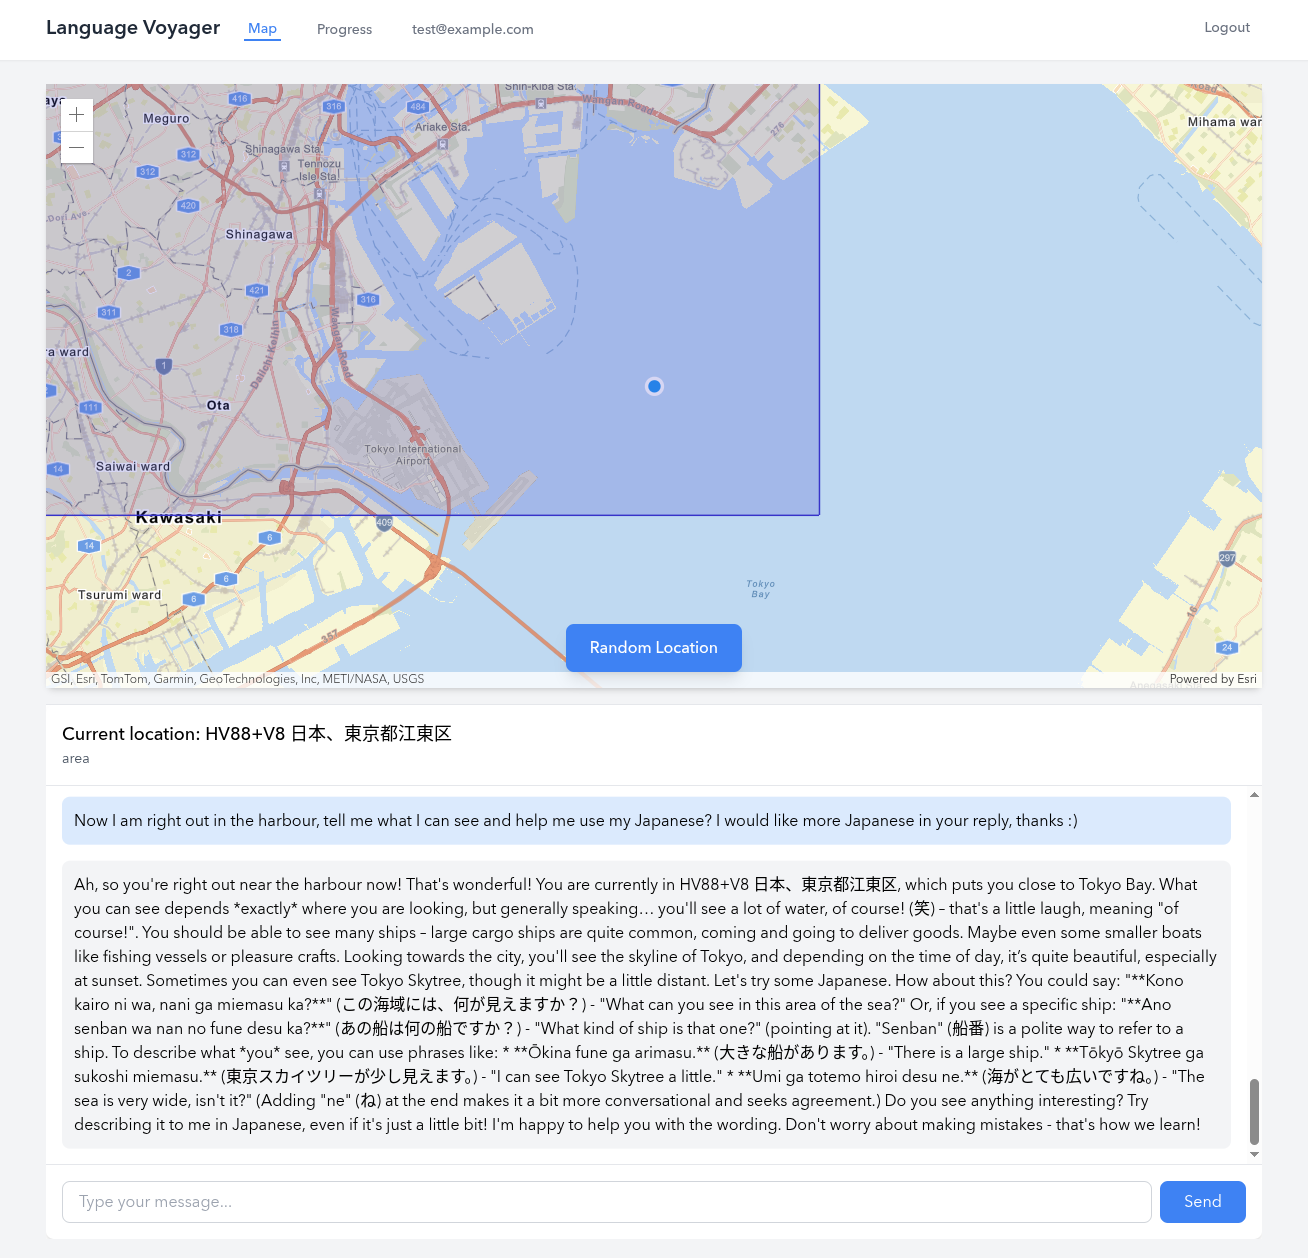 Language Voyager
Map
Progress
test@example.com
Logout
416
316
484
Shin-Kiba Sta.
Wangan Road
Meguro
Ariake Sta.
276
Road
Mihama war
312
Shinagawa Sta.
Tennozu
Isle Sta.
312
420
Dori Ave.
Shinagawa
2
421
316
311
318
Wangan Road
Daiichi Keihin
ra ward
1
111
Ota
Tokyo International
Airport
14
Saiwai ward
Kawasaki
409
14
6
297
6
Tokyo
Bay
Tsurumi ward
6
16
357
24
Random Location
GSI, Esri, TomTom, Garmin, GeoTechnologies, Inc, METI/NASA, USGS
Powered by Esri
Current location: HV88+V8 日本、東京都江東区
area
Now I am right out in the harbour, tell me what I can see and help me use my Japanese? I would like more Japanese in your reply, thanks :)
Ah, so you're right out near the harbour now! That's wonderful! You are currently in HV88+V8 日本、東京都江東区, which puts you close to Tokyo Bay. What
you can see depends *exactly* where you are looking, but generally speaking… you'll see a lot of water, of course! (笑) – that's a little laugh, meaning "of
course!". You should be able to see many ships – large cargo ships are quite common, coming and going to deliver goods. Maybe even some smaller boats
like fishing vessels or pleasure crafts. Looking towards the city, you'll see the skyline of Tokyo, and depending on the time of day, it’s quite beautiful, especially
at sunset. Sometimes you can even see Tokyo Skytree, though it might be a little distant. Let's try some Japanese. How about this? You could say: "**Kono
kairo ni wa, nani ga miemasu ka?**" (この海域には、何が見えますか？) - "What can you see in this area of the sea?" Or, if you see a specific ship: "**Ano
senban wa nan no fune desu ka?**" (あの船は何の船ですか？) - "What kind of ship is that one?" (pointing at it). "Senban" (船番) is a polite way to refer to a
ship. To describe what *you* see, you can use phrases like: * **Ōkina fune ga arimasu.** (大きな船があります。) - "There is a large ship." * **Tōkyō Skytree ga
sukoshi miemasu.** (東京スカイツリーが少し見えます。) - "I can see Tokyo Skytree a little." * **Umi ga totemo hiroi desu ne.** (海がとても広いですね。) - "The
sea is very wide, isn't it?" (Adding "ne" (ね) at the end makes it a bit more conversational and seeks agreement.) Do you see anything interesting? Try
describing it to me in Japanese, even if it's just a little bit! I'm happy to help you with the wording. Don't worry about making mistakes - that's how we learn!
Type your message...
Send